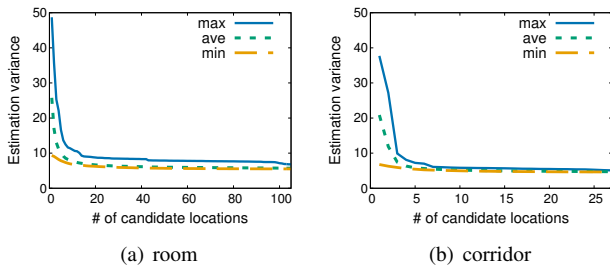 Estimation variance
50
40
30
20
10
0
max
ave
min
0 20 40 60 80 100
# of candidate locations
(a) room
Estimation variance
50
40
30
20
10
0
max
ave
min
0 5 10 15 20 25
# of candidate locations
(b) corridor